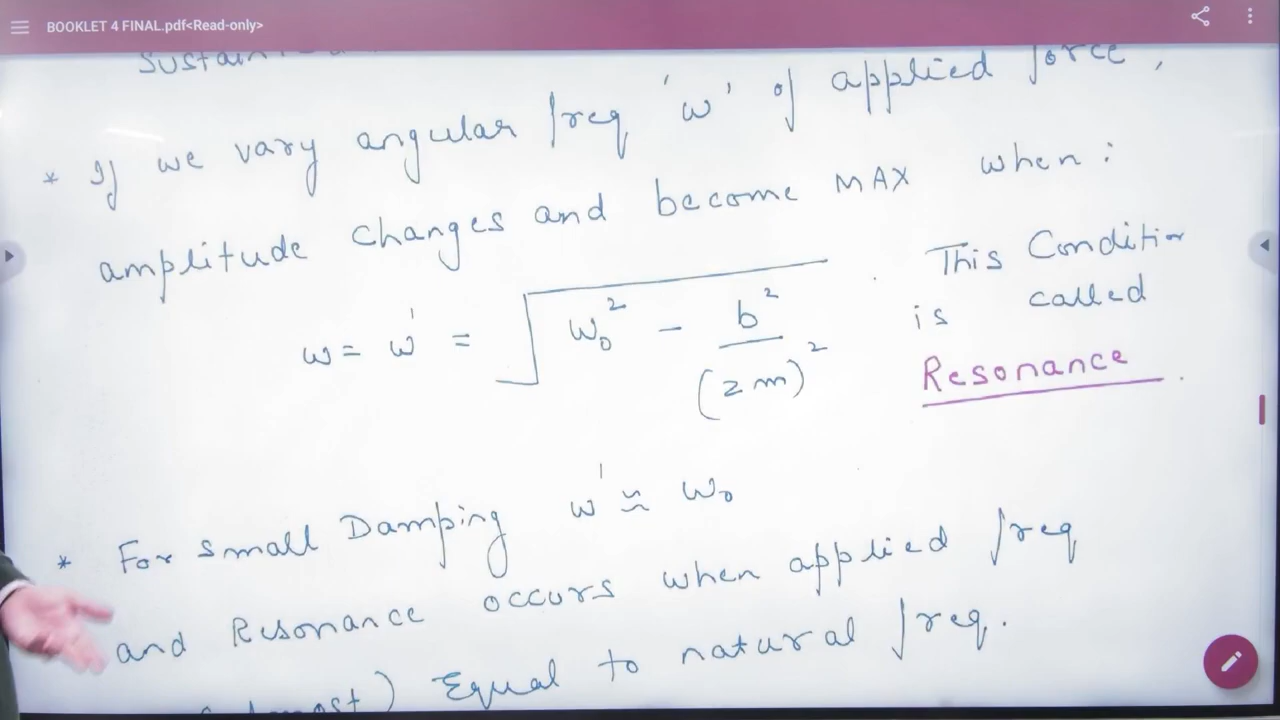 BOOKLET 4 FINAL.pdf<Read-only>
* If we vary angular freq 'ω' of applied force,
amplitude changes and become MAX when :
ω = ω' = √(ω₀² - b²/(2m)²) . This Condition
is called
Resonance .
* For small Damping ω' ≈ ω₀
and Resonance occurs when applied freq
) Equal to natural freq.